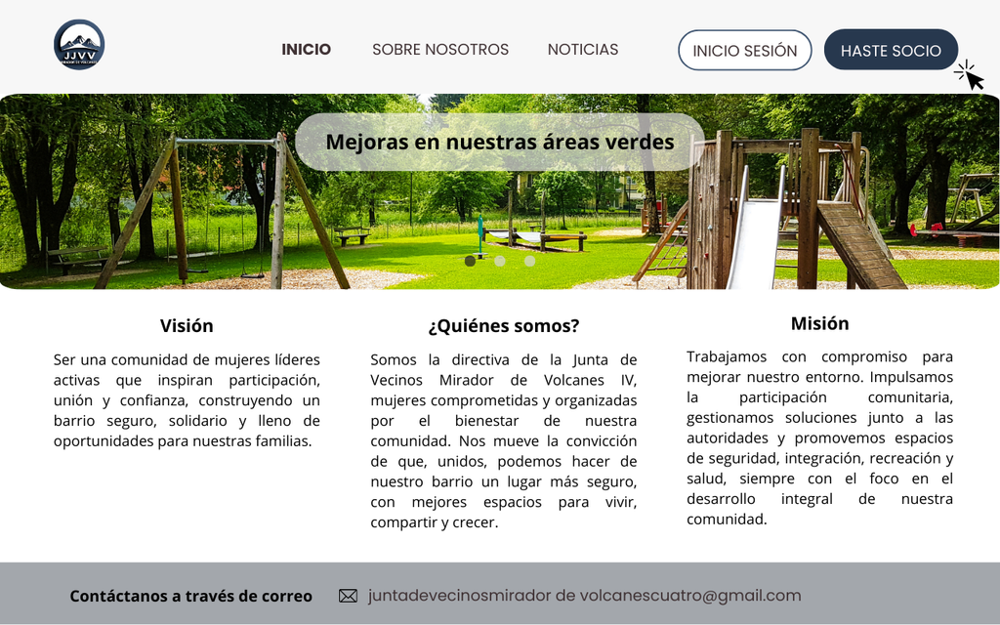 JJVV
INICIO
SOBRE NOSOTROS
NOTICIAS
INICIO SESIÓN
HASTE SOCIO
Mejoras en nuestras áreas verdes
Visión
Ser una comunidad de mujeres líderes
activas que inspiran participación,
unión y confianza, construyendo un
barrio seguro, solidario y lleno de
oportunidades para nuestras familias.
¿Quiénes somos?
Somos la directiva de la Junta de
Vecinos Mirador de Volcanes IV,
mujeres comprometidas y organizadas
por el bienestar de nuestra
comunidad. Nos mueve la convicción
de que, unidos, podemos hacer de
nuestro barrio un lugar más seguro,
con mejores espacios para vivir,
compartir y crecer.
Misión
Trabajamos con compromiso para
mejorar nuestro entorno. Impulsamos
la participación comunitaria,
gestionamos soluciones junto a las
autoridades y promovemos espacios
de seguridad, integración, recreación y
salud, siempre con el foco en el
desarrollo integral de nuestra
comunidad.
Contáctanos a través de correo
juntadevecinosmirador de volcanescuatro@gmail.com